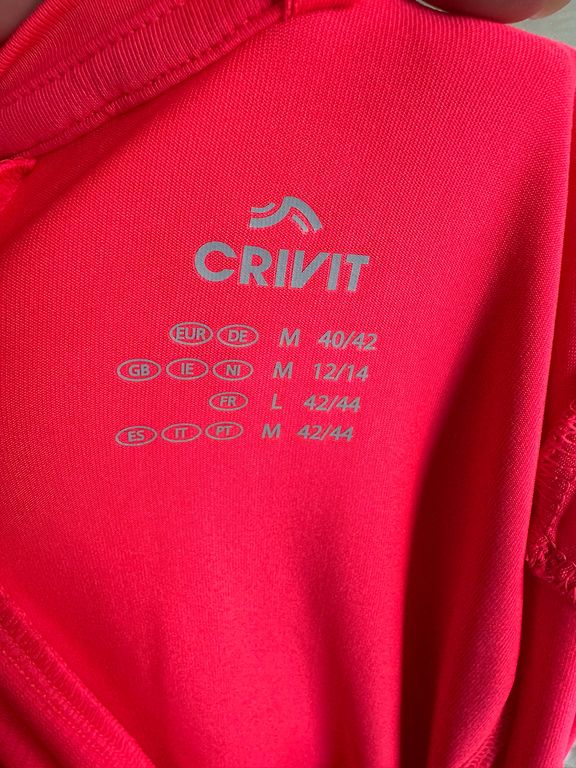 CRIVIT
EUR DE M 40/42
GB IE NI M 12/14
FR L 42/44
ES IT PT M 42/44